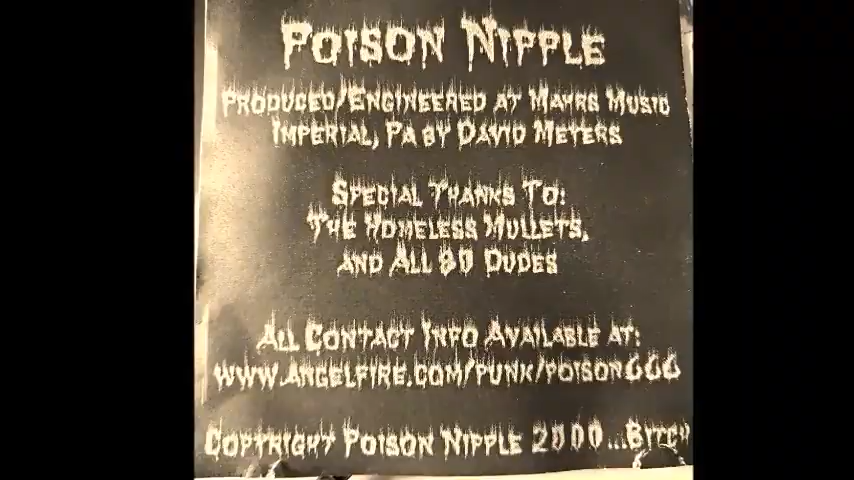 Poison Nipple
Produced/Engineered at Mahrs Music
Imperial, Pa by David Meyers
Special Thanks To:
The Homeless Mullets,
and All 80 Dudes
All Contact Info Available at:
www.angelfire.com/punk/poison666
Copyright Poison Nipple 2000...Bitch